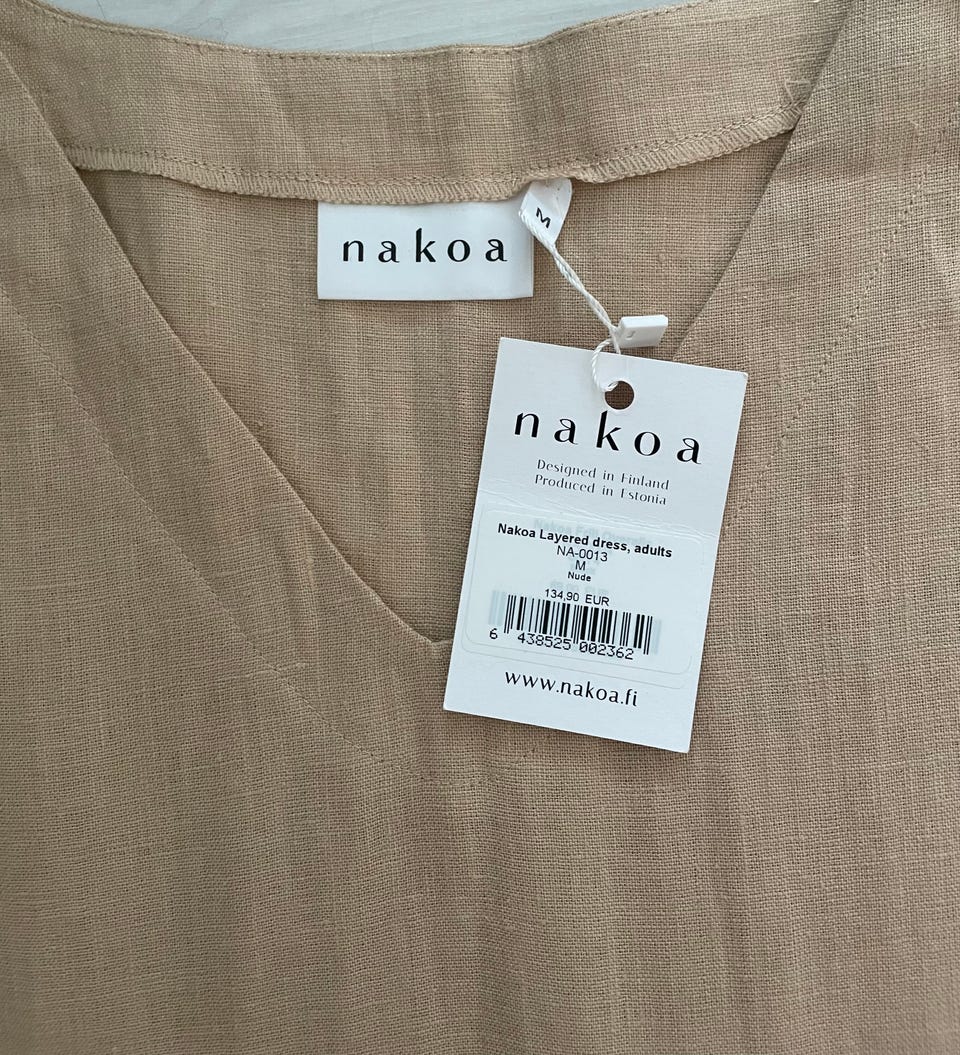 nakoa
M
nakoa
Designed in Finland
Produced in Estonia
Nakoa Layered dress, adults
NA-0013
M
Nude
134,90 EUR
6 438525 002362
www.nakoa.fi